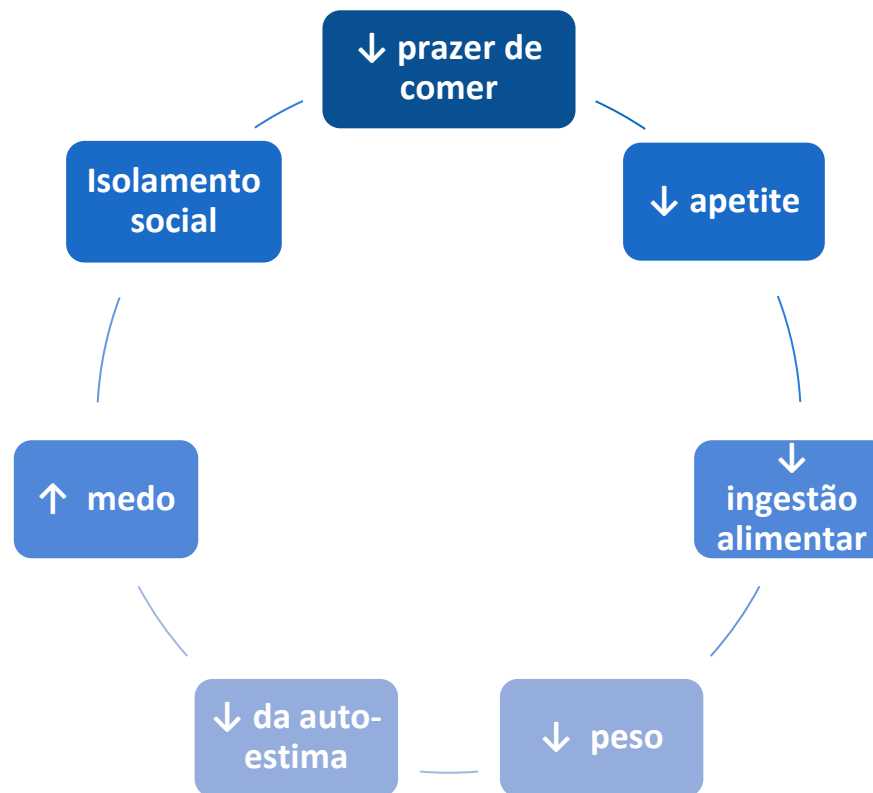 ↓ prazer de
comer
↓ apetite
↓
ingestão
alimentar
↓ peso
↓ da auto-
estima
↑ medo
Isolamento
social